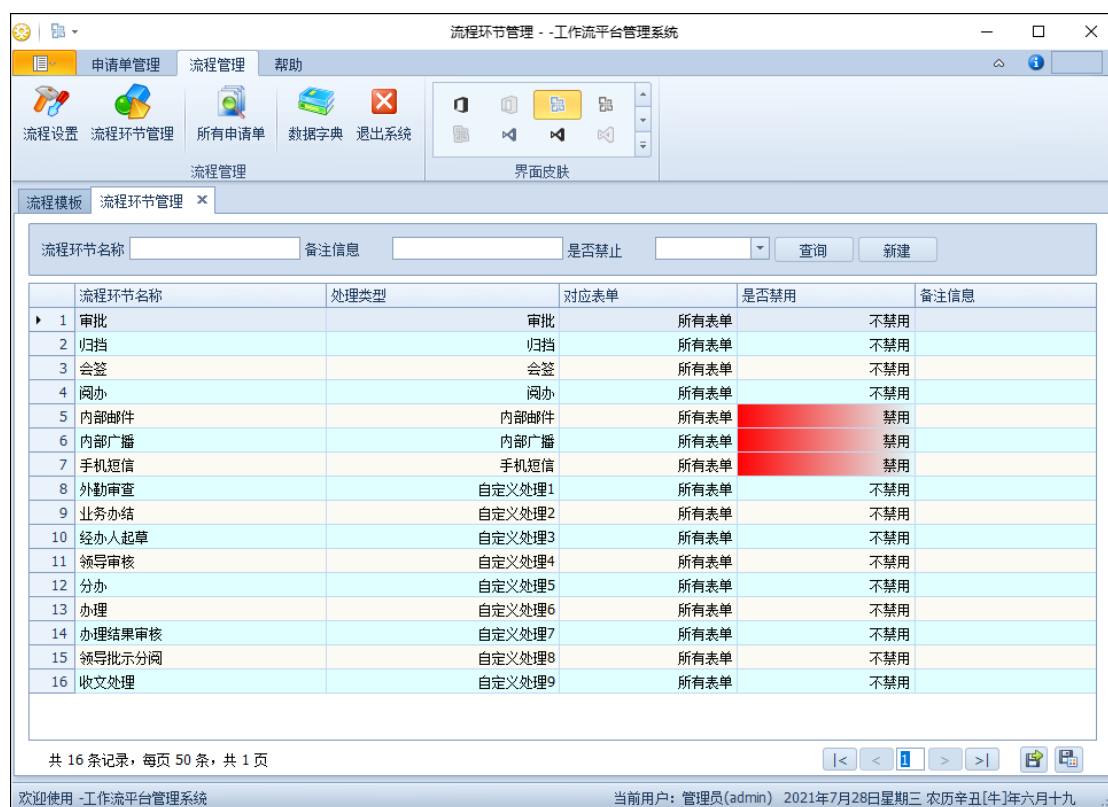 流程环节管理 - -工作流平台管理系统
申请单管理 流程管理 帮助
流程设置 流程环节管理 所有申请单 数据字典 退出系统
流程管理 界面皮肤
流程模板 流程环节管理
流程环节名称 备注信息 是否禁止 查询 新建
流程环节名称 处理类型 对应表单 是否禁用 备注信息
1 审批 审批 所有表单 不禁用
2 归档 归档 所有表单 不禁用
3 会签 会签 所有表单 不禁用
4 阅办 阅办 所有表单 不禁用
5 内部邮件 内部邮件 所有表单 禁用
6 内部广播 内部广播 所有表单 禁用
7 手机短信 手机短信 所有表单 禁用
8 外勤审查 自定义处理1 所有表单 不禁用
9 业务办结 自定义处理2 所有表单 不禁用
10 经办人起草 自定义处理3 所有表单 不禁用
11 领导审核 自定义处理4 所有表单 不禁用
12 分办 自定义处理5 所有表单 不禁用
13 办理 自定义处理6 所有表单 不禁用
14 办理结果审核 自定义处理7 所有表单 不禁用
15 领导批示分阅 自定义处理8 所有表单 不禁用
16 收文处理 自定义处理9 所有表单 不禁用
共 16 条记录，每页 50 条，共 1 页 |< < 1 > >|
欢迎使用 -工作流平台管理系统 当前用户：管理员(admin) 2021年7月28日星期三 农历辛丑[牛]年六月十九